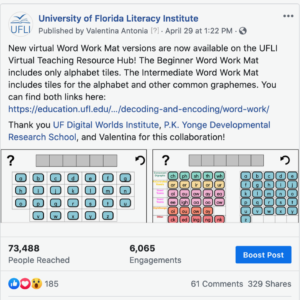 University of Florida Literacy Institute
UFLI
Published by Valentina Antonia [?] · April 29 at 1:22 PM ·
New virtual Word Work Mat versions are now available on the UFLI
Virtual Teaching Resource Hub! The Beginner Word Work Mat
includes only alphabet tiles. The Intermediate Word Work Mat
includes tiles for the alphabet and other common graphemes. You
can find both links here:
https://education.ufl.edu/.../decoding-and-encoding/word-work/
Thank you UF Digital Worlds Institute, P.K. Yonge Developmental
Research School, and Valentina for this collaboration!
?
?
73,488
People Reached
6,065
Engagements
Boost Post
185
61 Comments 329 Shares